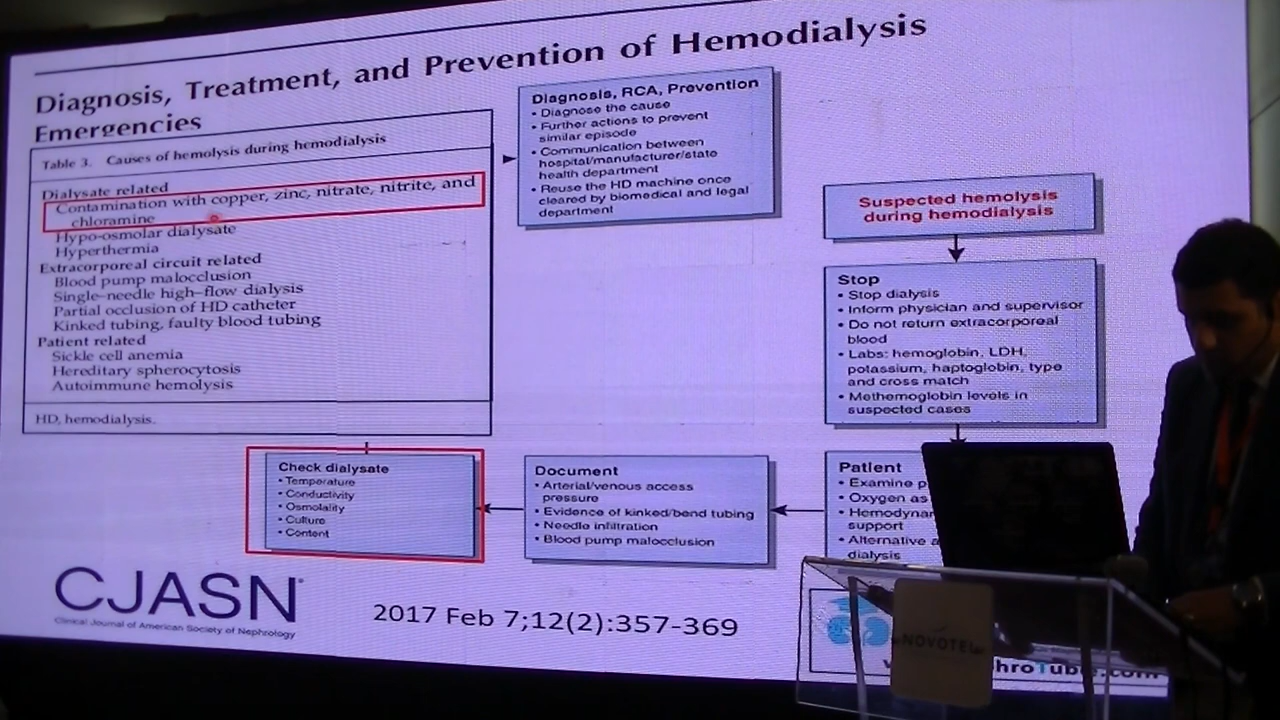 Diagnosis, Treatment, and Prevention of Hemodialysis
Emergencies
Table 3. Causes of hemolysis during hemodialysis
Dialysate related
Contamination with copper, zinc, nitrate, nitrite, and
chloramine
Hypo-osmolar dialysate
Hyperthermia
Extracorporeal circuit related
Blood pump malocclusion
Single-needle high-flow dialysis
Partial occlusion of HD catheter
Kinked tubing, faulty blood tubing
Patient related
Sickle cell anemia
Hereditary spherocytosis
Autoimmune hemolysis
HD, hemodialysis.
Diagnosis, RCA, Prevention
• Diagnose the cause
• Further actions to prevent
similar episode
• Communication between
hospital/manufacturer/state
health department
• Reuse the HD machine once
cleared by biomedical and legal
department
Suspected hemolysis
during hemodialysis
Stop
• Stop dialysis
• Inform physician and supervisor
• Do not return extracorporeal
blood
• Labs: hemoglobin, LDH,
potassium, haptoglobin, type
and cross match
• Methemoglobin levels in
suspected cases
Patient
• Examine
• Oxygen as
• Hemodynar
support
• Alternative
dialysis
Document
• Arterial/venous access
pressure
• Evidence of kinked/bend tubing
• Needle infiltration
• Blood pump malocclusion
Check dialysate
• Temperature
• Conductivity
• Osmolality
• Culture
• Content
CJASN
Clinical Journal of American Society of Nephrology
2017 Feb 7;12(2):357-369
NOVOTEL